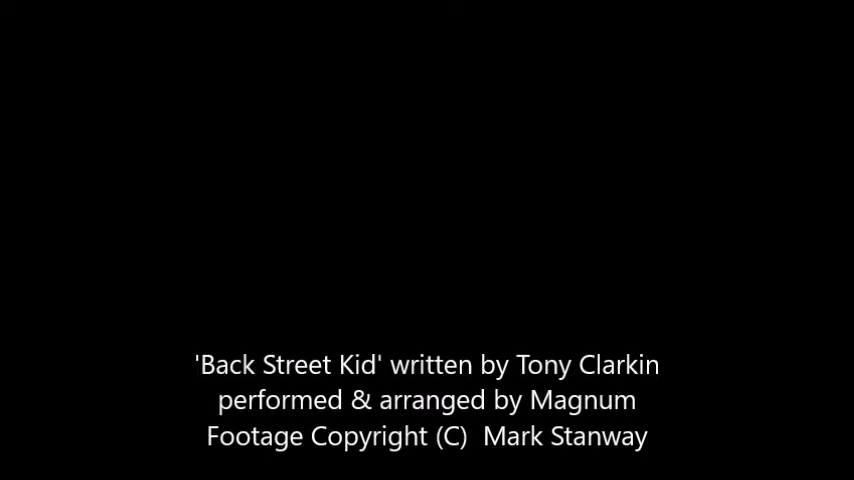 'Back Street Kid' written by Tony Clarkin
performed & arranged by Magnum
Footage Copyright (C)  Mark Stanway